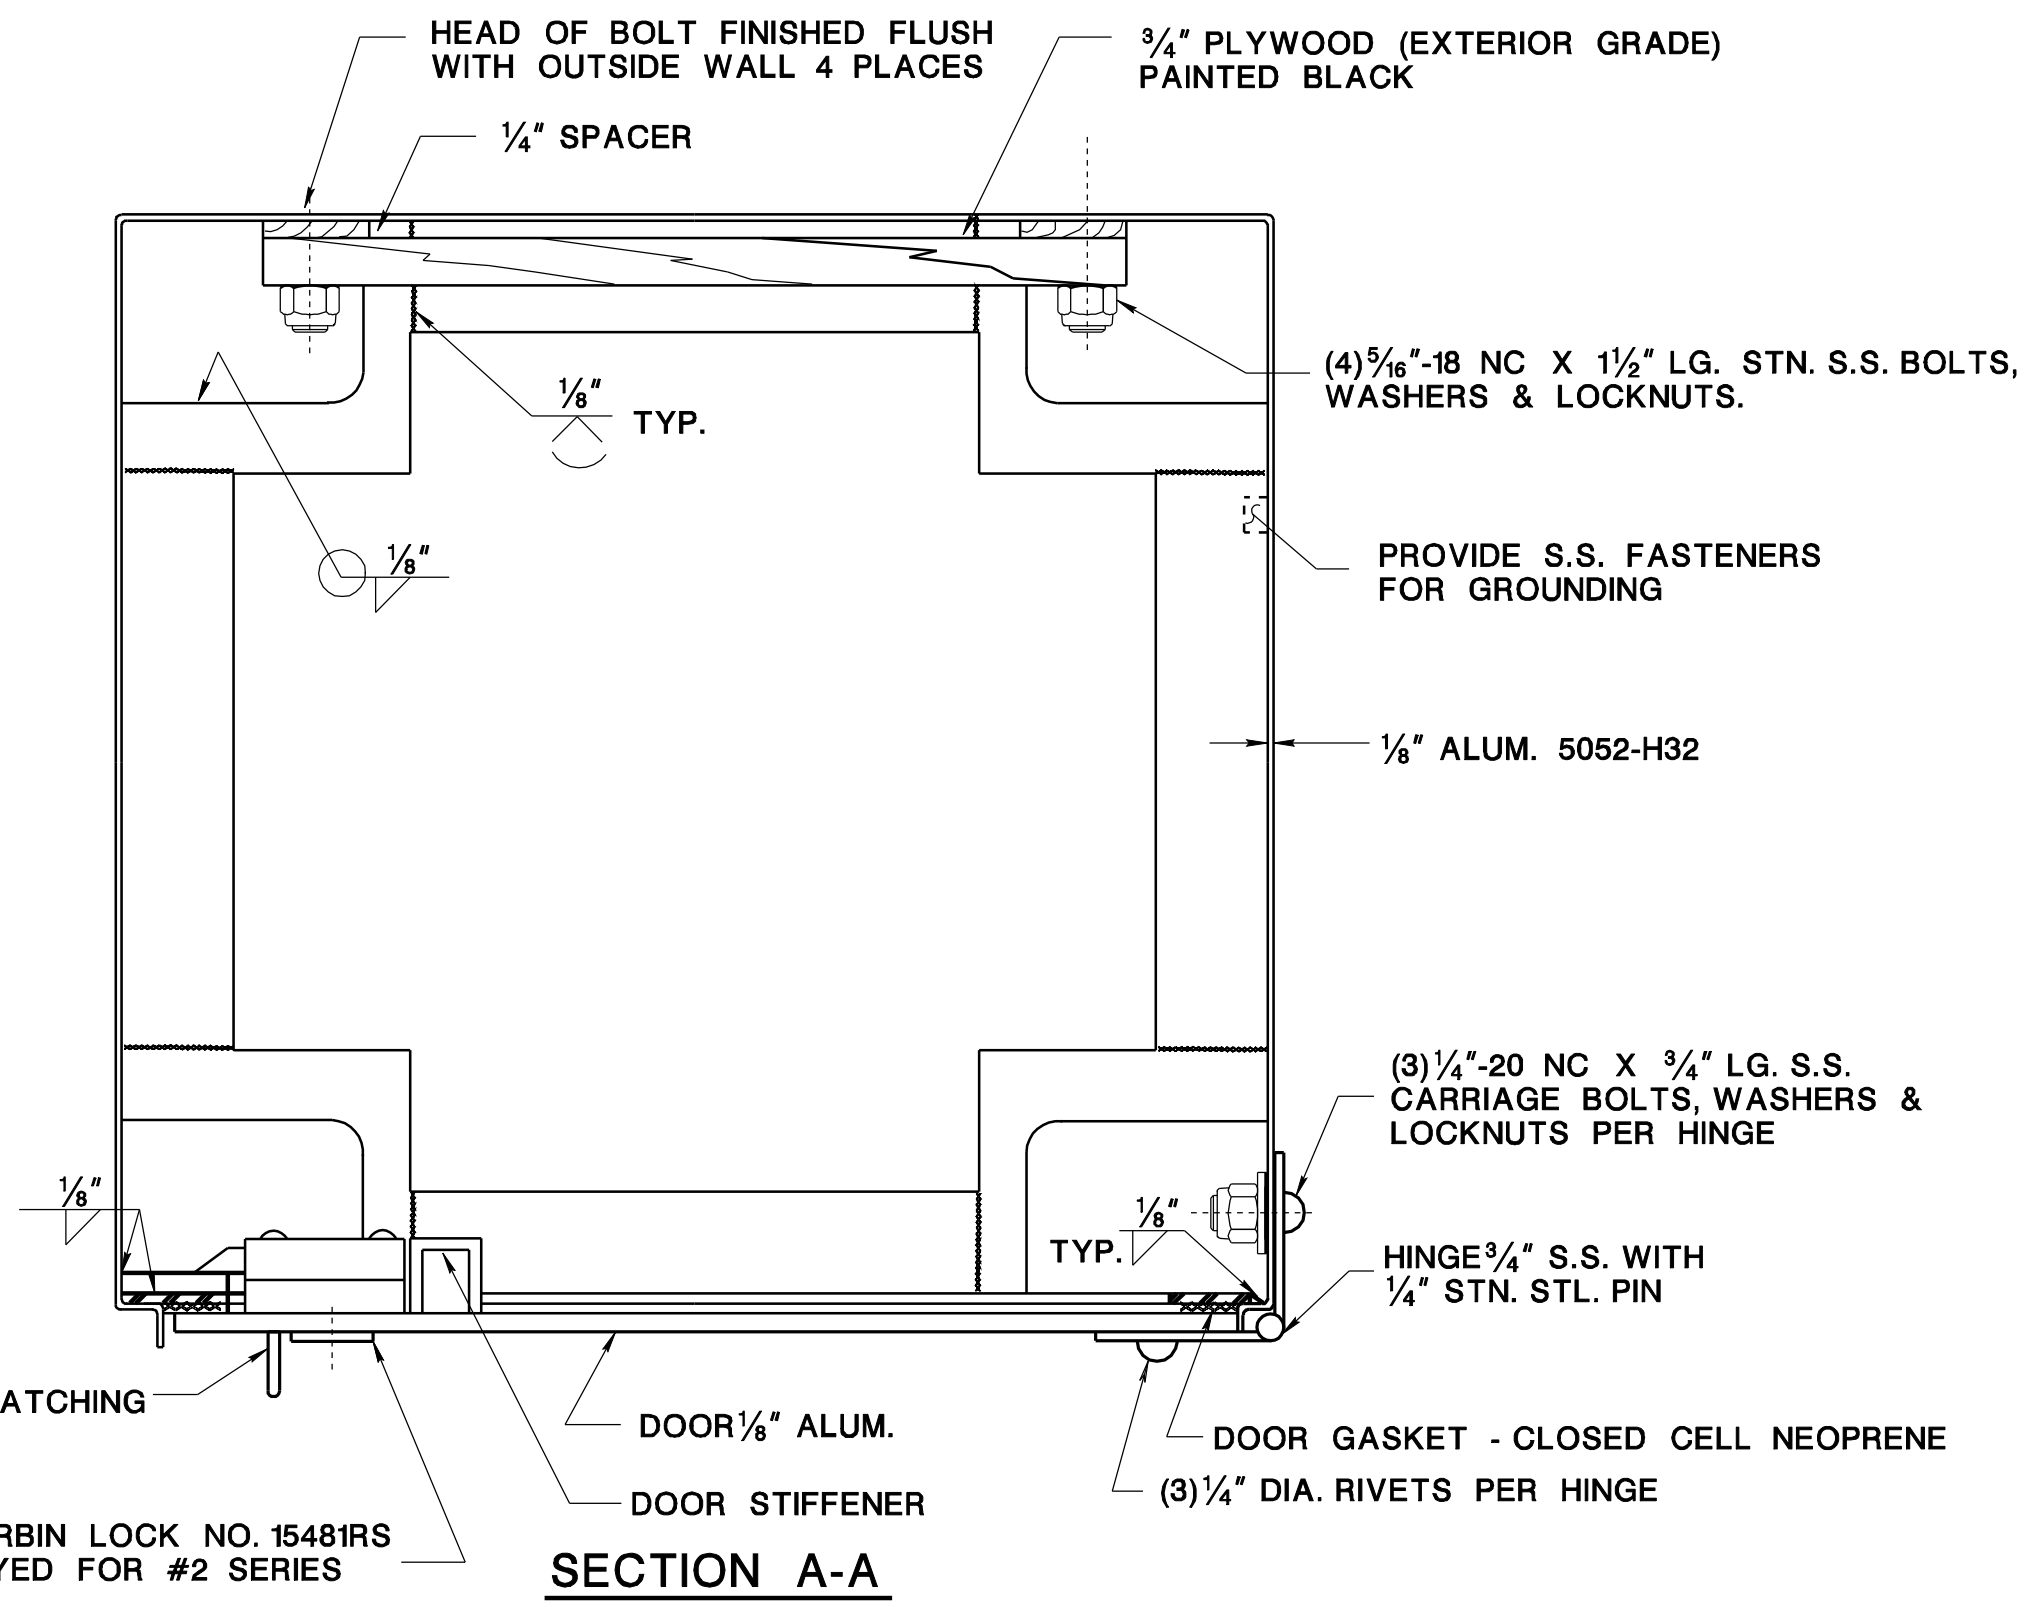 HEAD OF BOLT FINISHED FLUSH
WITH OUTSIDE WALL 4 PLACES
3/4" PLYWOOD (EXTERIOR GRADE)
PAINTED BLACK
1/4" SPACER
(4) 5/16"-18 NC X 1 1/2" LG. STN. S.S. BOLTS,
WASHERS & LOCKNUTS.
1/8"
TYP.
1/8"
PROVIDE S.S. FASTENERS
FOR GROUNDING
1/8" ALUM. 5052-H32
(3) 1/4"-20 NC X 3/4" LG. S.S.
CARRIAGE BOLTS, WASHERS &
LOCKNUTS PER HINGE
1/8"
1/8"
TYP.
HINGE 3/4" S.S. WITH
1/4" STN. STL. PIN
ATCHING
DOOR 1/8" ALUM.
DOOR GASKET - CLOSED CELL NEOPRENE
(3) 1/4" DIA. RIVETS PER HINGE
DOOR STIFFENER
RBIN LOCK NO. 15481RS
YED FOR #2 SERIES
SECTION A-A